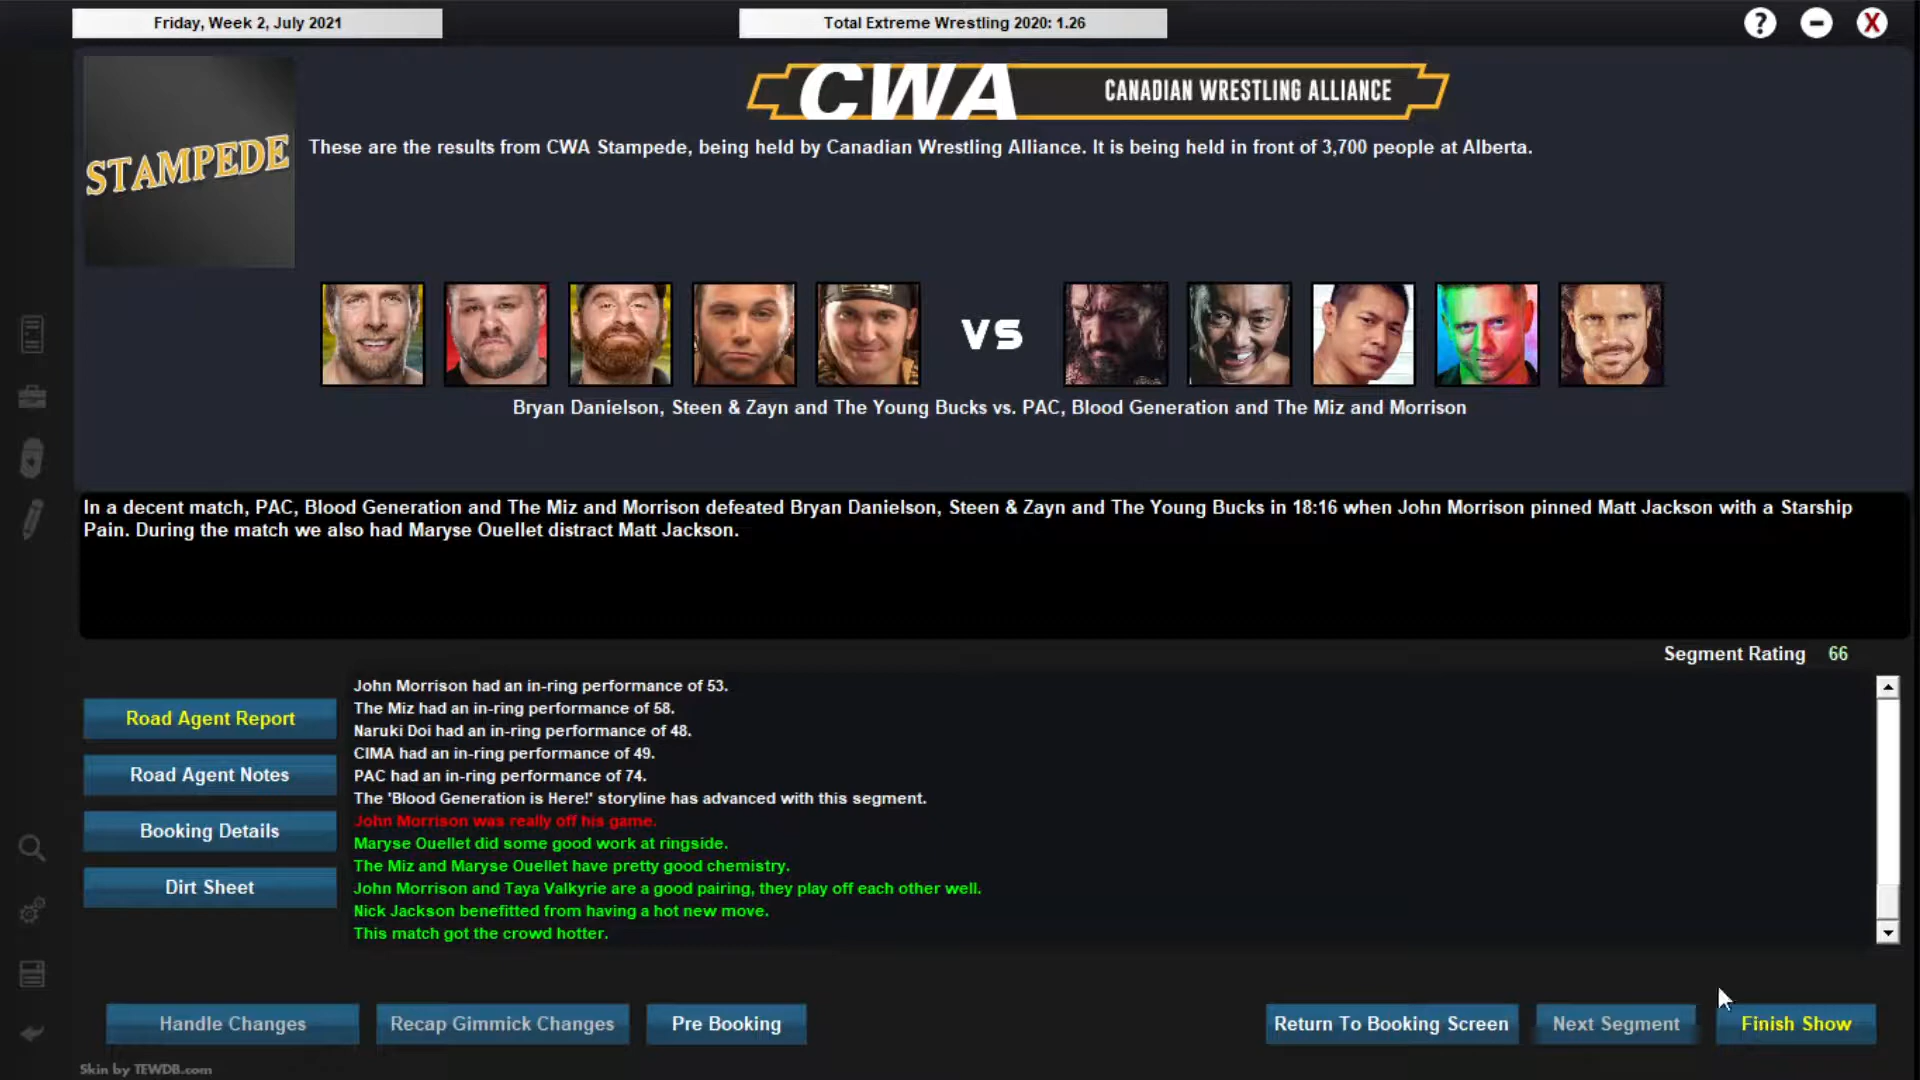 Friday, Week 2, July 2021
Total Extreme Wrestling 2020: 1.26
?
X
STAMPEDE
CWA CANADIAN WRESTLING ALLIANCE
These are the results from CWA Stampede, being held by Canadian Wrestling Alliance. It is being held in front of 3,700 people at Alberta.
VS
Bryan Danielson, Steen & Zayn and The Young Bucks vs. PAC, Blood Generation and The Miz and Morrison
In a decent match, PAC, Blood Generation and The Miz and Morrison defeated Bryan Danielson, Steen & Zayn and The Young Bucks in 18:16 when John Morrison pinned Matt Jackson with a Starship
Pain. During the match we also had Maryse Ouellet distract Matt Jackson.
Segment Rating 66
Road Agent Report
Road Agent Notes
Booking Details
Dirt Sheet
John Morrison had an in-ring performance of 53.
The Miz had an in-ring performance of 58.
Naruki Doi had an in-ring performance of 48.
CIMA had an in-ring performance of 49.
PAC had an in-ring performance of 74.
The 'Blood Generation is Here!' storyline has advanced with this segment.
John Morrison was really off his game.
Maryse Ouellet did some good work at ringside.
The Miz and Maryse Ouellet have pretty good chemistry.
John Morrison and Taya Valkyrie are a good pairing, they play off each other well.
Nick Jackson benefitted from having a hot new move.
This match got the crowd hotter.
Handle Changes
Recap Gimmick Changes
Pre Booking
Return To Booking Screen
Next Segment
Finish Show
Skin by TEWDB.com